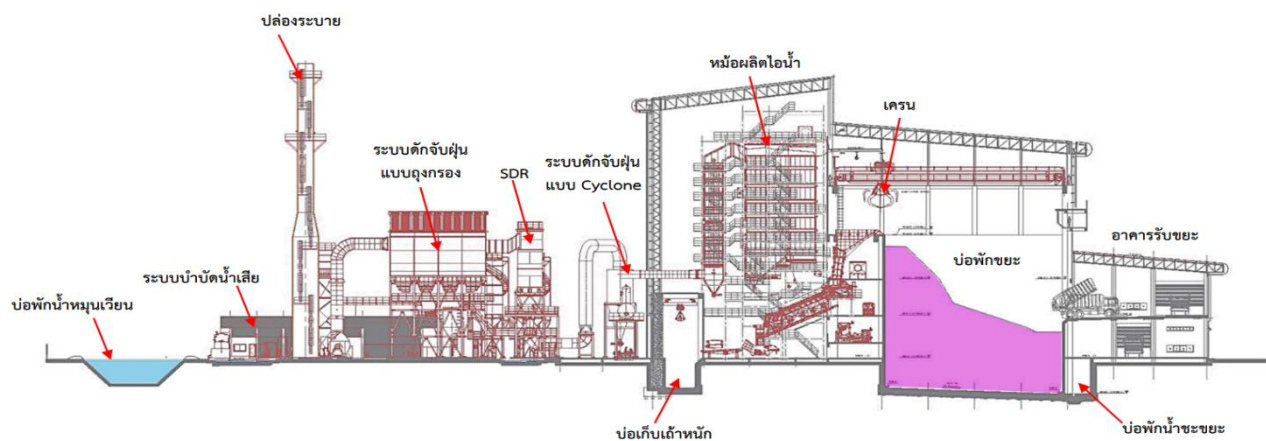 ปล่องระบาย
หม้อผลิตไอน้ำ
เครน
ระบบดักจับฝุ่น
แบบถุงกรอง
SDR
ระบบดักจับฝุ่น
แบบ Cyclone
อาคารรับขยะ
บ่อพักขยะ
ระบบบำบัดน้ำเสีย
บ่อพักน้ำหมุนเวียน
บ่อเก็บเถ้าหนัก
บ่อพักน้ำชะขยะ